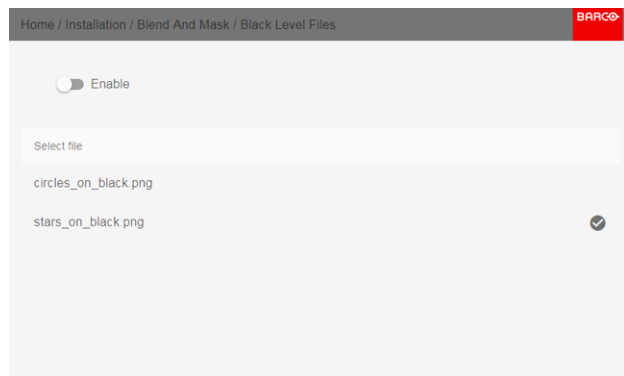 Home / Installation / Blend And Mask / Black Level Files
BARCO
Enable
Select file
circles_on_black.png
stars_on_black.png